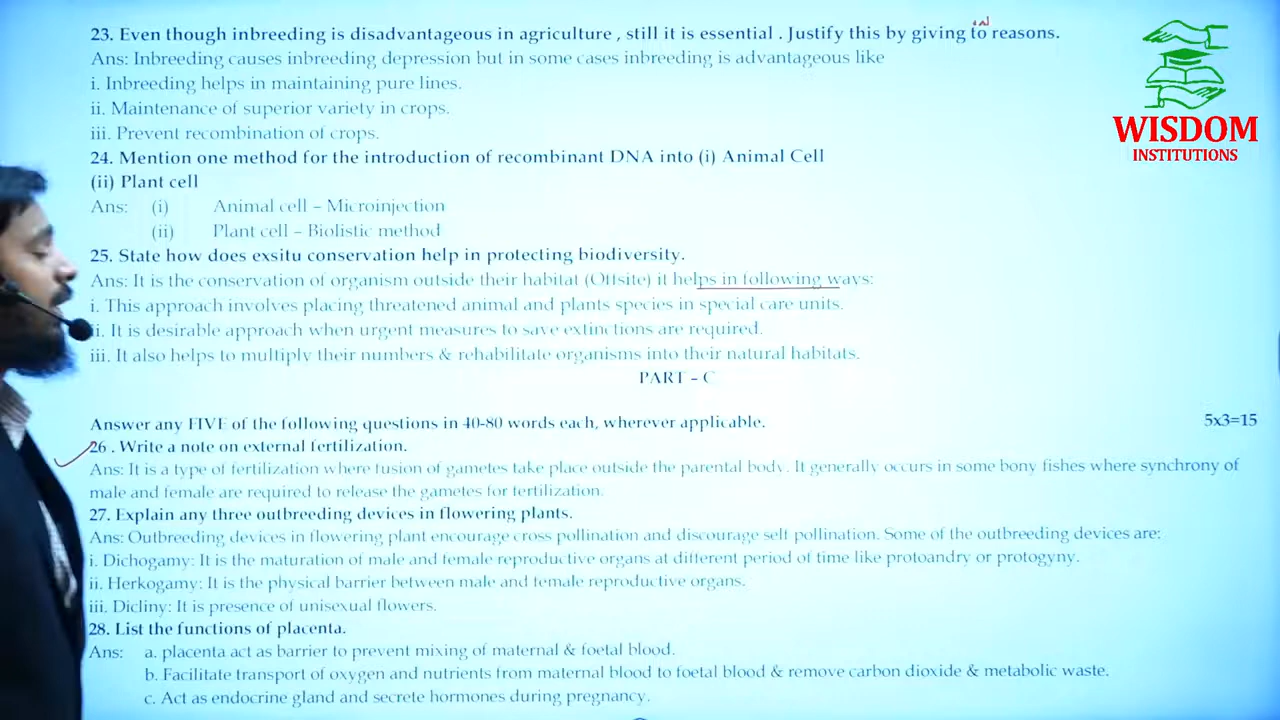 23. Even though inbreeding is disadvantageous in agriculture , still it is essential . Justify this by giving to reasons.
Ans: Inbreeding causes inbreeding depression but in some cases inbreeding is advantageous like
i. Inbreeding helps in maintaining pure lines.
ii. Maintenance of superior variety in crops.
iii. Prevent recombination of crops.
24. Mention one method for the introduction of recombinant DNA into (i) Animal Cell
(ii) Plant cell
Ans: (i) Animal cell – Microinjection
(ii) Plant cell – Biolistic method
25. State how does exsitu conservation help in protecting biodiversity.
Ans: It is the conservation of organism outside their habitat (Offsite) it helps in following ways:
i. This approach involves placing threatened animal and plants species in special care units.
ii. It is desirable approach when urgent measures to save extinctions are required.
iii. It also helps to multiply their numbers & rehabilitate organisms into their natural habitats.
PART – C
Answer any FIVE of the following questions in 40-80 words each, wherever applicable. 5x3=15
26 . Write a note on external fertilization.
Ans: It is a type of fertilization where fusion of gametes take place outside the parental body. It generally occurs in some bony fishes where synchrony of
male and female are required to release the gametes for fertilization.
27. Explain any three outbreeding devices in flowering plants.
Ans: Outbreeding devices in flowering plant encourage cross pollination and discourage self pollination. Some of the outbreeding devices are:
i. Dichogamy: It is the maturation of male and female reproductive organs at different period of time like protoandry or protogyny.
ii. Herkogamy: It is the physical barrier between male and female reproductive organs.
iii. Dicliny: It is presence of unisexual flowers.
28. List the functions of placenta.
Ans: a. placenta act as barrier to prevent mixing of maternal & foetal blood.
b. Facilitate transport of oxygen and nutrients from maternal blood to foetal blood & remove carbon dioxide & metabolic waste.
c. Act as endocrine gland and secrete hormones during pregnancy.
WISDOM
INSTITUTIONS